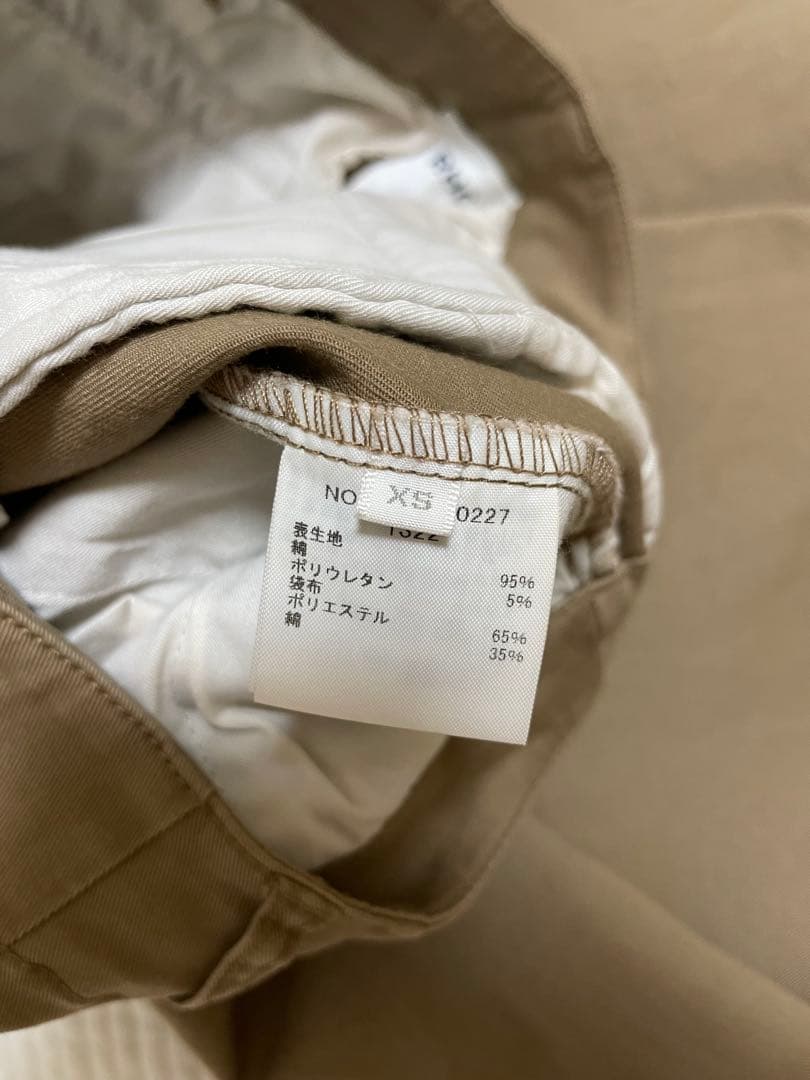 XS
NO 0227
表生地
綿 95%
ポリウレタン 5%
袋布
ポリエステル 65%
綿 35%